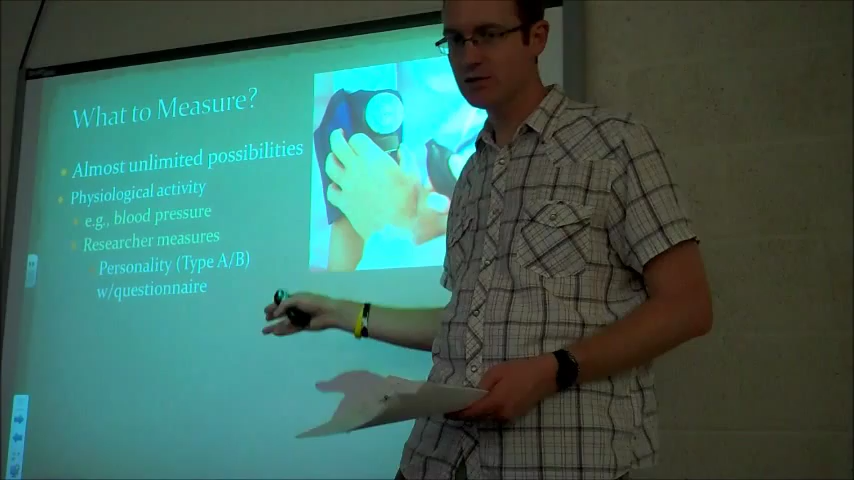 What to Measure?
Almost unlimited possibilities
Physiological activity
e.g., blood pressure
Researcher measures
Personality (Type A/B)
w/questionnaire